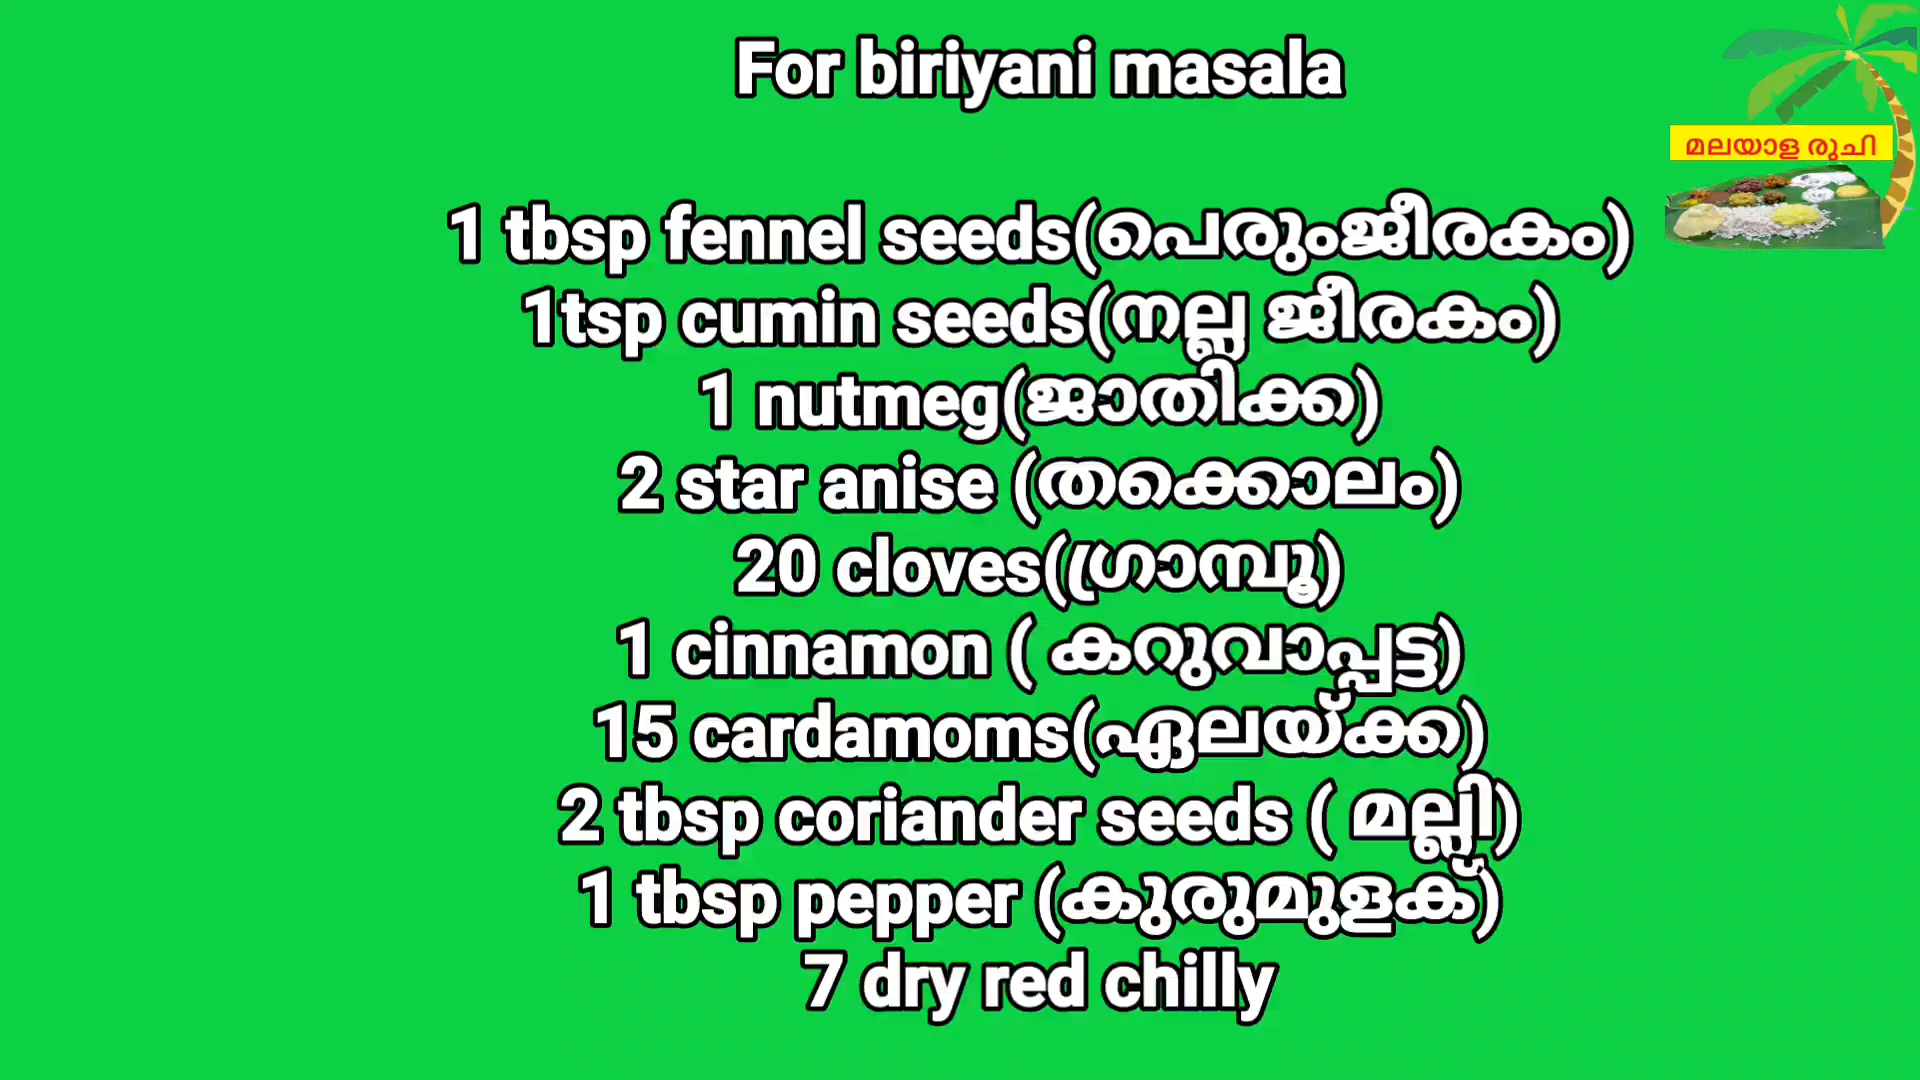 For biriyani masala
മലയാള രുചി
1 tbsp fennel seeds(പെരുംജീരകം)
1tsp cumin seeds(നല്ല ജീരകം)
1 nutmeg(ജാതിക്ക)
2 star anise (തക്കൊലം)
20 cloves(ഗ്രാമ്പൂ)
1 cinnamon ( കറുവാപ്പട്ട)
15 cardamoms(ഏലയ്ക്ക)
2 tbsp coriander seeds ( മല്ലി)
1 tbsp pepper (കുരുമുളക്)
7 dry red chilly